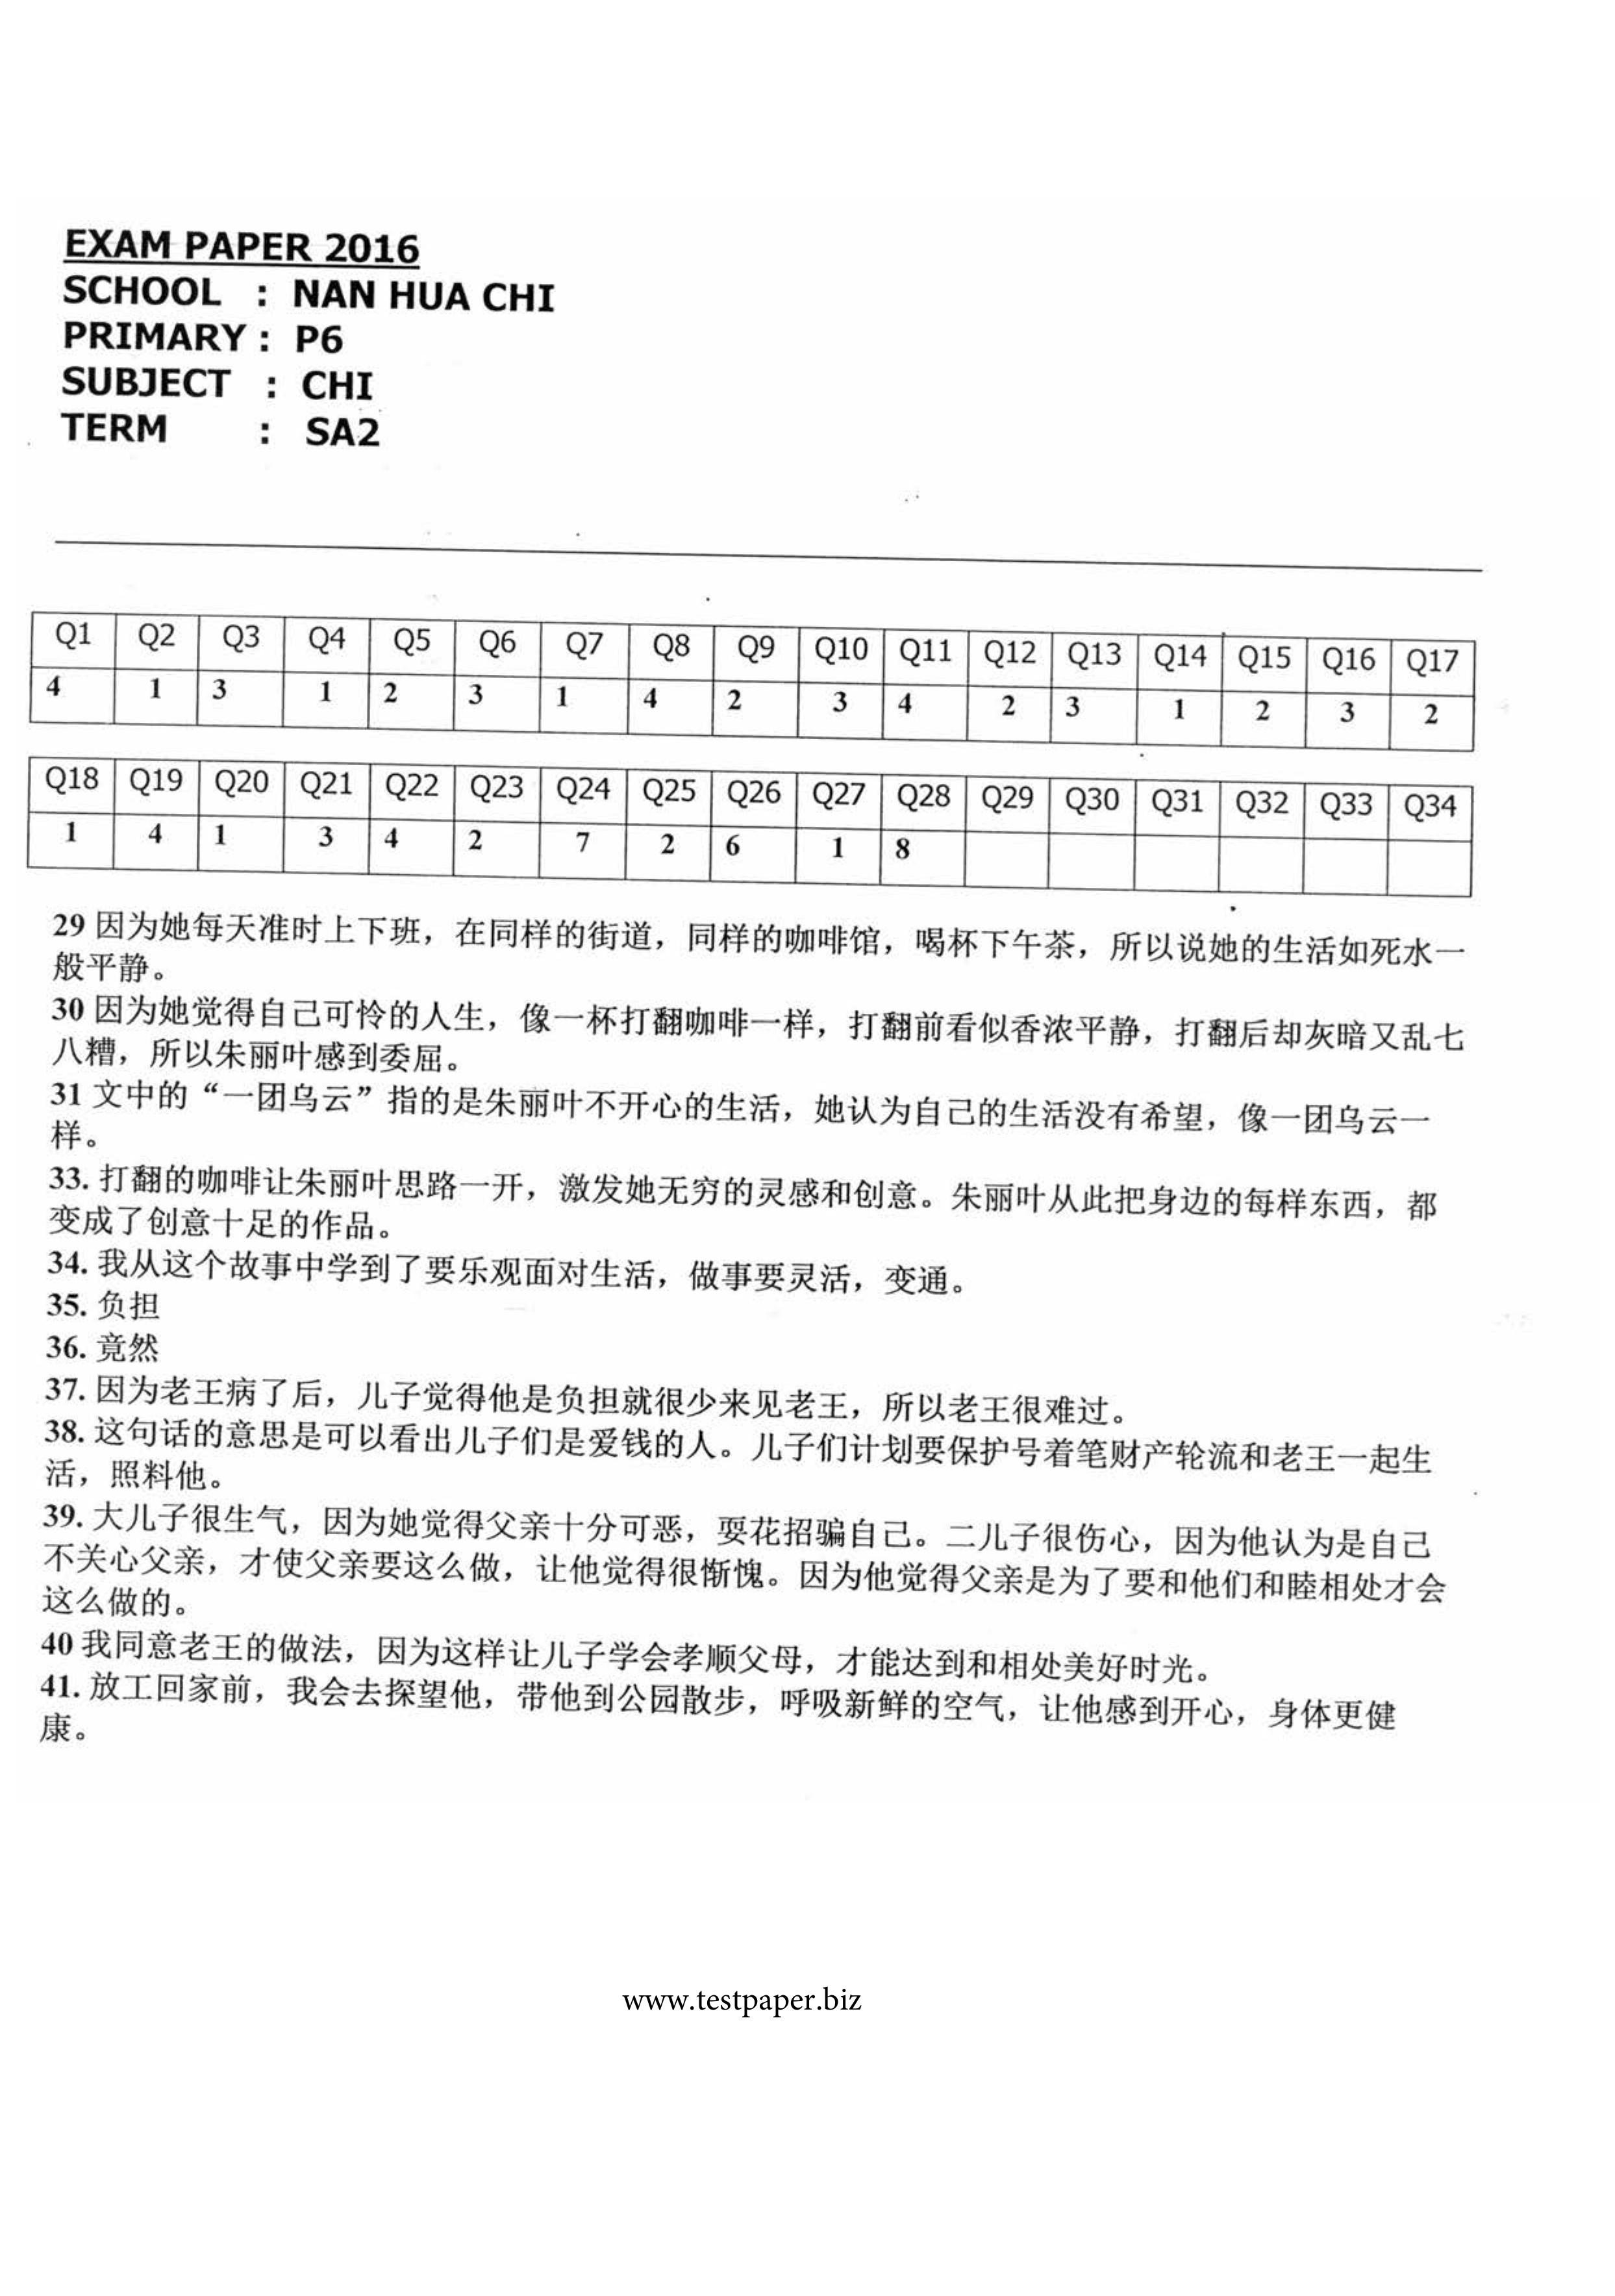 EXAM PAPER 2016
SCHOOL : NAN HUA CHI
PRIMARY : P6
SUBJECT : CHI
TERM : SA2
Q1 Q2 Q3 Q4 Q5 Q6 Q7 Q8 Q9 Q10 Q11 Q12 Q13 Q14 Q15 Q16 Q17
4 1 3 1 2 3 1 4 2 3 4 2 3 1 2 3 2
Q18 Q19 Q20 Q21 Q22 Q23 Q24 Q25 Q26 Q27 Q28 Q29 Q30 Q31 Q32 Q33 Q34
1 4 1 3 4 2 7 2 6 1 8
29 因为她每天准时上下班，在同样的街道，同样的咖啡馆，喝杯下午茶，所以说她的生活如死水一
般平静。
30 因为她觉得自己可怜的人生，像一杯打翻咖啡一样，打翻前看似香浓平静，打翻后却灰暗又乱七
八糟，所以朱丽叶感到委屈。
31 文中的“一团乌云”指的是朱丽叶不开心的生活，她认为自己的生活没有希望，像一团乌云一
样。
33. 打翻的咖啡让朱丽叶思路一开，激发她无穷的灵感和创意。朱丽叶从此把身边的每样东西，都
变成了创意十足的作品。
34. 我从这个故事中学到了要乐观面对生活，做事要灵活，变通。
35. 负担
36. 竟然
37. 因为老王病了后，儿子觉得他是负担就很少来见老王，所以老王很难过。
38. 这句话的意思是可以看出儿子们是爱钱的人。儿子们计划要保护号着笔财产轮流和老王一起生
活，照料他。
39. 大儿子很生气，因为她觉得父亲十分可恶，耍花招骗自己。二儿子很伤心，因为他认为是自己
不关心父亲，才使父亲要这么做，让他觉得很惭愧。因为他觉得父亲是为了要和他们和睦相处才会
这么做的。
40 我同意老王的做法，因为这样让儿子学会孝顺父母，才能达到和相处美好时光。
41. 放工回家前，我会去探望他，带他到公园散步，呼吸新鲜的空气，让他感到开心，身体更健
康。
www.testpaper.biz